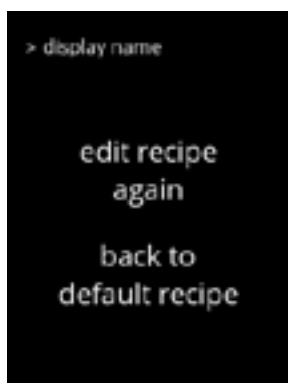 > display name
edit recipe
again
back to
default recipe